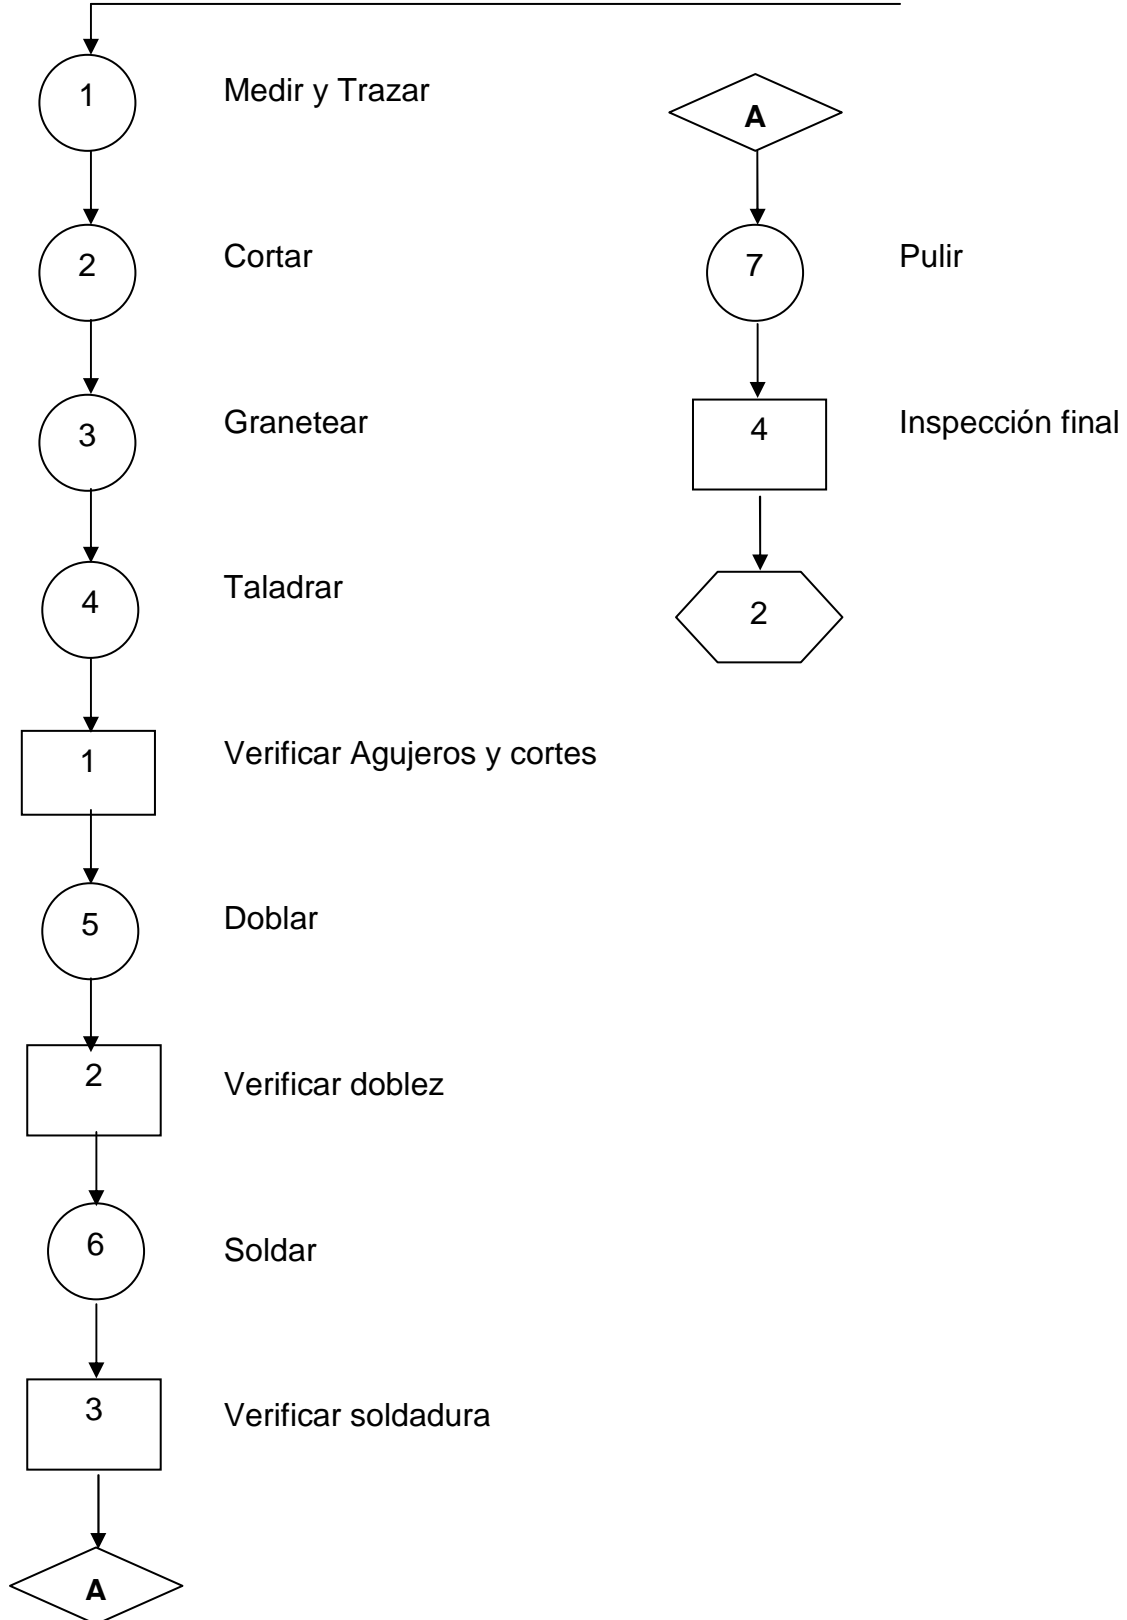 1 Medir y Trazar
2 Cortar
3 Granetear
4 Taladrar
1 Verificar Agujeros y cortes
5 Doblar
2 Verificar doblez
6 Soldar
3 Verificar soldadura
A
A
7 Pulir
4 Inspección final
2